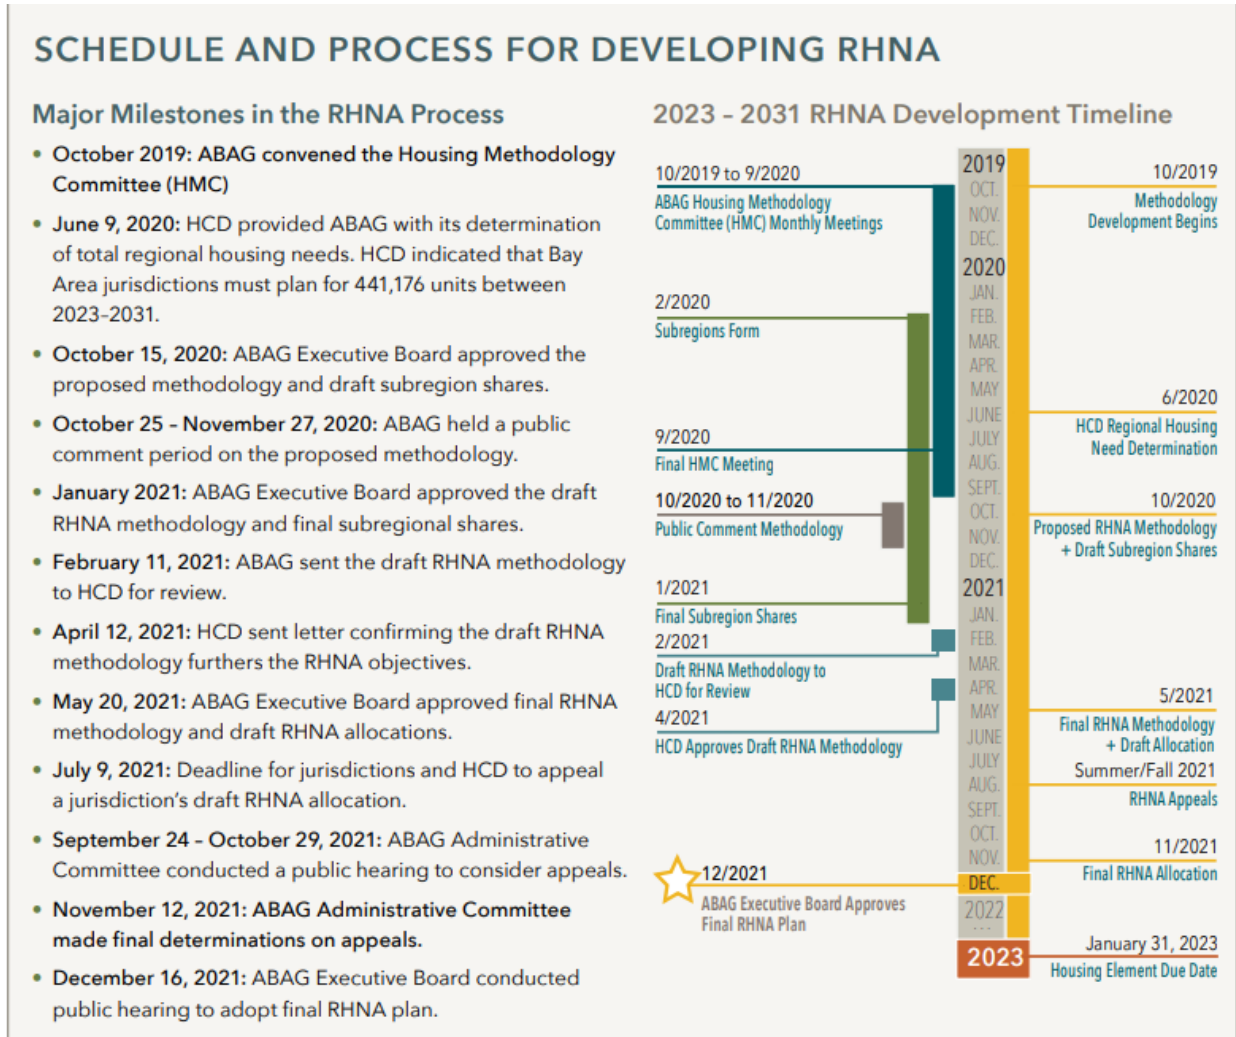 SCHEDULE AND PROCESS FOR DEVELOPING RHNA
Major Milestones in the RHNA Process
• October 2019: ABAG convened the Housing Methodology
Committee (HMC)
• June 9, 2020: HCD provided ABAG with its determination
of total regional housing needs. HCD indicated that Bay
Area jurisdictions must plan for 441,176 units between
2023–2031.
• October 15, 2020: ABAG Executive Board approved the
proposed methodology and draft subregion shares.
• October 25 – November 27, 2020: ABAG held a public
comment period on the proposed methodology.
• January 2021: ABAG Executive Board approved the draft
RHNA methodology and final subregional shares.
• February 11, 2021: ABAG sent the draft RHNA methodology
to HCD for review.
• April 12, 2021: HCD sent letter confirming the draft RHNA
methodology furthers the RHNA objectives.
• May 20, 2021: ABAG Executive Board approved final RHNA
methodology and draft RHNA allocations.
• July 9, 2021: Deadline for jurisdictions and HCD to appeal
a jurisdiction's draft RHNA allocation.
• September 24 – October 29, 2021: ABAG Administrative
Committee conducted a public hearing to consider appeals.
• November 12, 2021: ABAG Administrative Committee
made final determinations on appeals.
• December 16, 2021: ABAG Executive Board conducted
public hearing to adopt final RHNA plan.
2023 – 2031 RHNA Development Timeline
10/2019 to 9/2020
ABAG Housing Methodology
Committee (HMC) Monthly Meetings
2/2020
Subregions Form
9/2020
Final HMC Meeting
10/2020 to 11/2020
Public Comment Methodology
1/2021
Final Subregion Shares
2/2021
Draft RHNA Methodology to
HCD for Review
4/2021
HCD Approves Draft RHNA Methodology
12/2021
ABAG Executive Board Approves
Final RHNA Plan
2019
OCT.
NOV.
DEC.
2020
JAN.
FEB.
MAR.
APR.
MAY
JUNE
JULY
AUG.
SEPT.
OCT.
NOV.
DEC.
2021
JAN.
FEB.
MAR.
APR.
MAY
JUNE
JULY
AUG.
SEPT.
OCT.
NOV.
DEC.
2022
...
2023
10/2019
Methodology
Development Begins
6/2020
HCD Regional Housing
Need Determination
10/2020
Proposed RHNA Methodology
+ Draft Subregion Shares
5/2021
Final RHNA Methodology
+ Draft Allocation
Summer/Fall 2021
RHNA Appeals
11/2021
Final RHNA Allocation
January 31, 2023
Housing Element Due Date